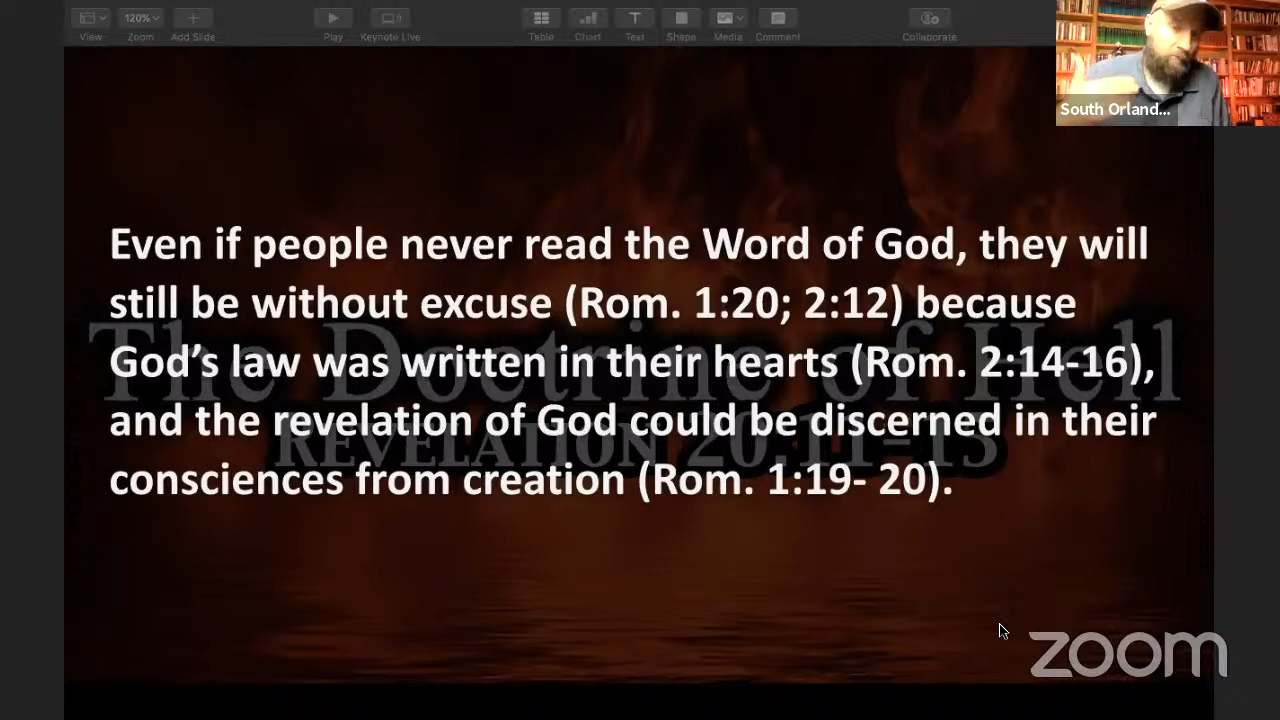 120%
View Zoom Add Slide Play Keynote Live Table Chart Text Shape Media Comment Collaborate
South Orland...
Even if people never read the Word of God, they will
still be without excuse (Rom. 1:20; 2:12) because
God’s law was written in their hearts (Rom. 2:14-16),
and the revelation of God could be discerned in their
consciences from creation (Rom. 1:19- 20).
The Doctrine of Hell
REVELATION 20:11-15
zoom